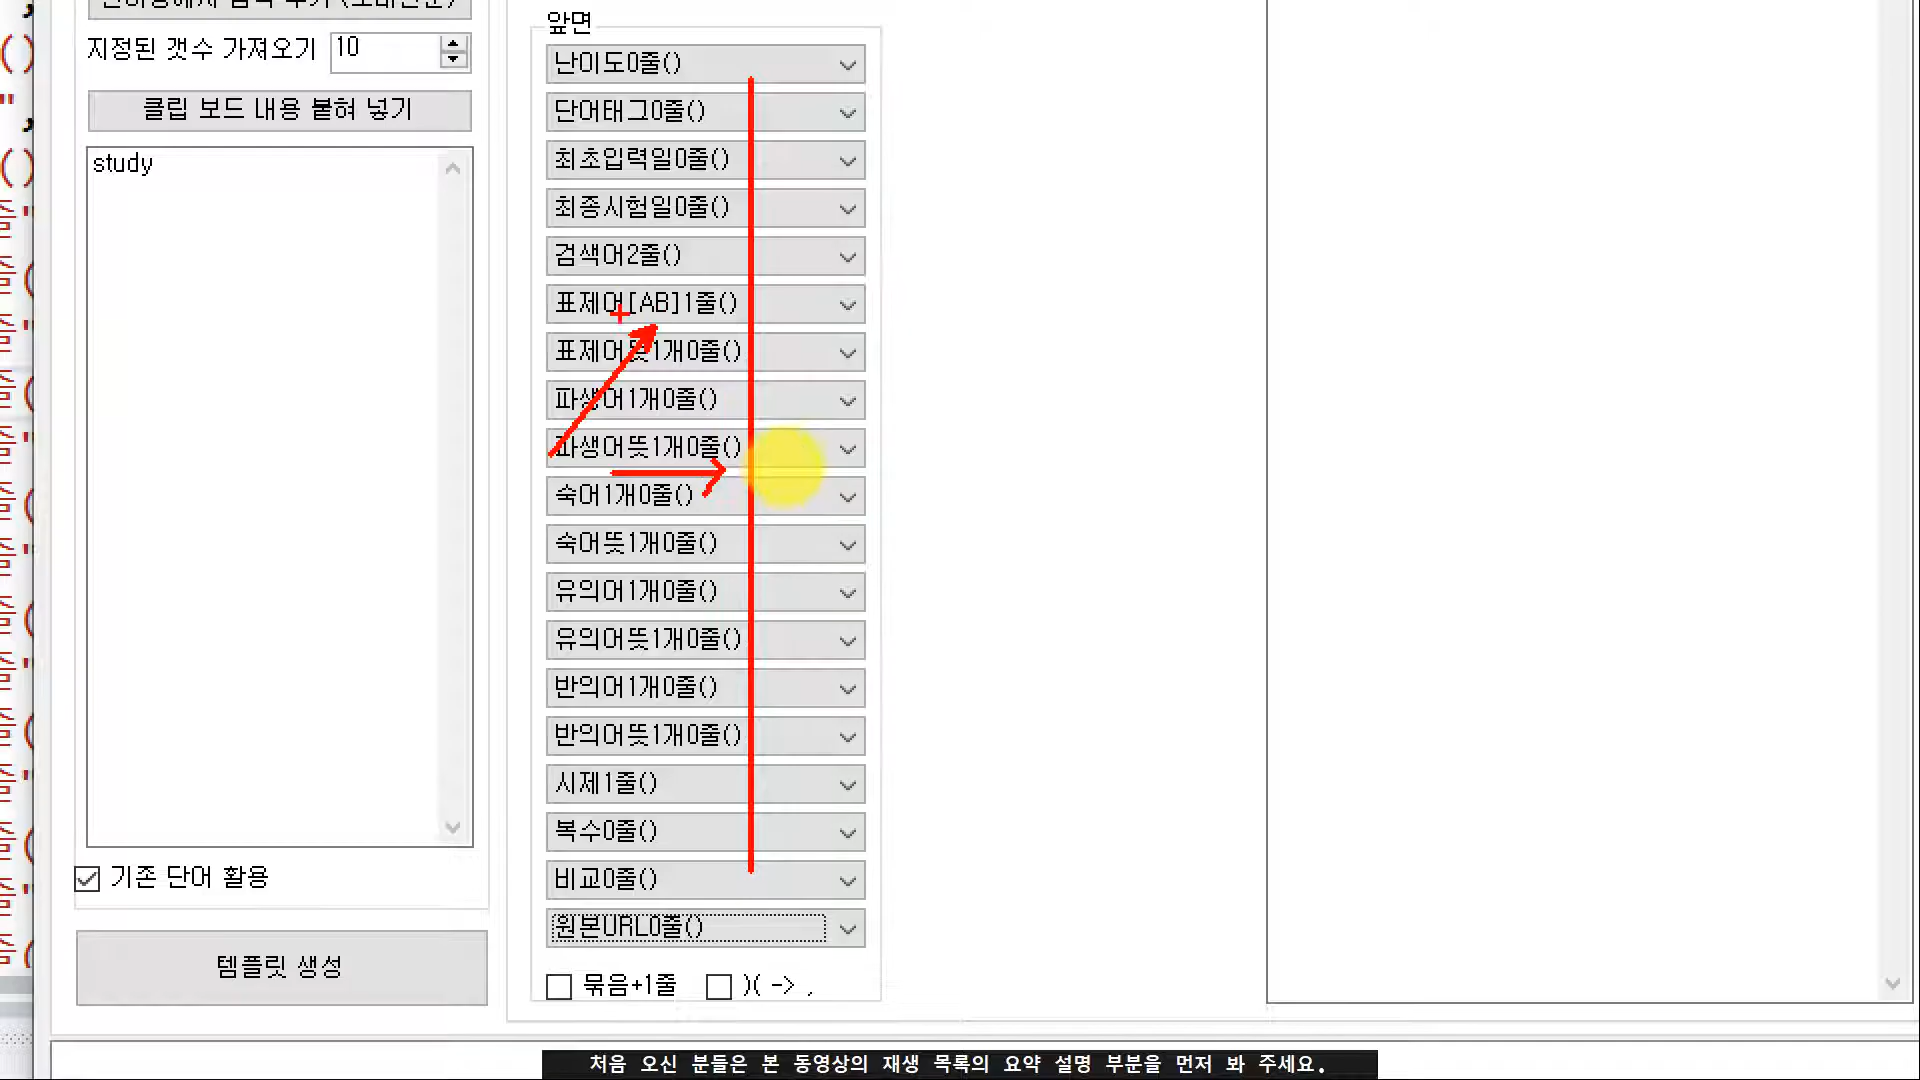 지정된 갯수 가져오기 10
클립 보드 내용 붙혀 넣기
study
기존 단어 활용
템플릿 생성
앞면
난이도0줄()
단어태그0줄()
최초입력일0줄()
최종시험일0줄()
검색어2줄()
표제어[AB]1줄()
표제어뜻1개0줄()
파생어1개0줄()
파생어뜻1개0줄()
숙어1개0줄()
숙어뜻1개0줄()
유의어1개0줄()
유의어뜻1개0줄()
반의어1개0줄()
반의어뜻1개0줄()
시제1줄()
복수0줄()
비교0줄()
원본URL0줄()
묶음+1줄 )( -> ,
처음 오신 분들은 본 동영상의 재생 목록의 요약 설명 부분을 먼저 봐 주세요.